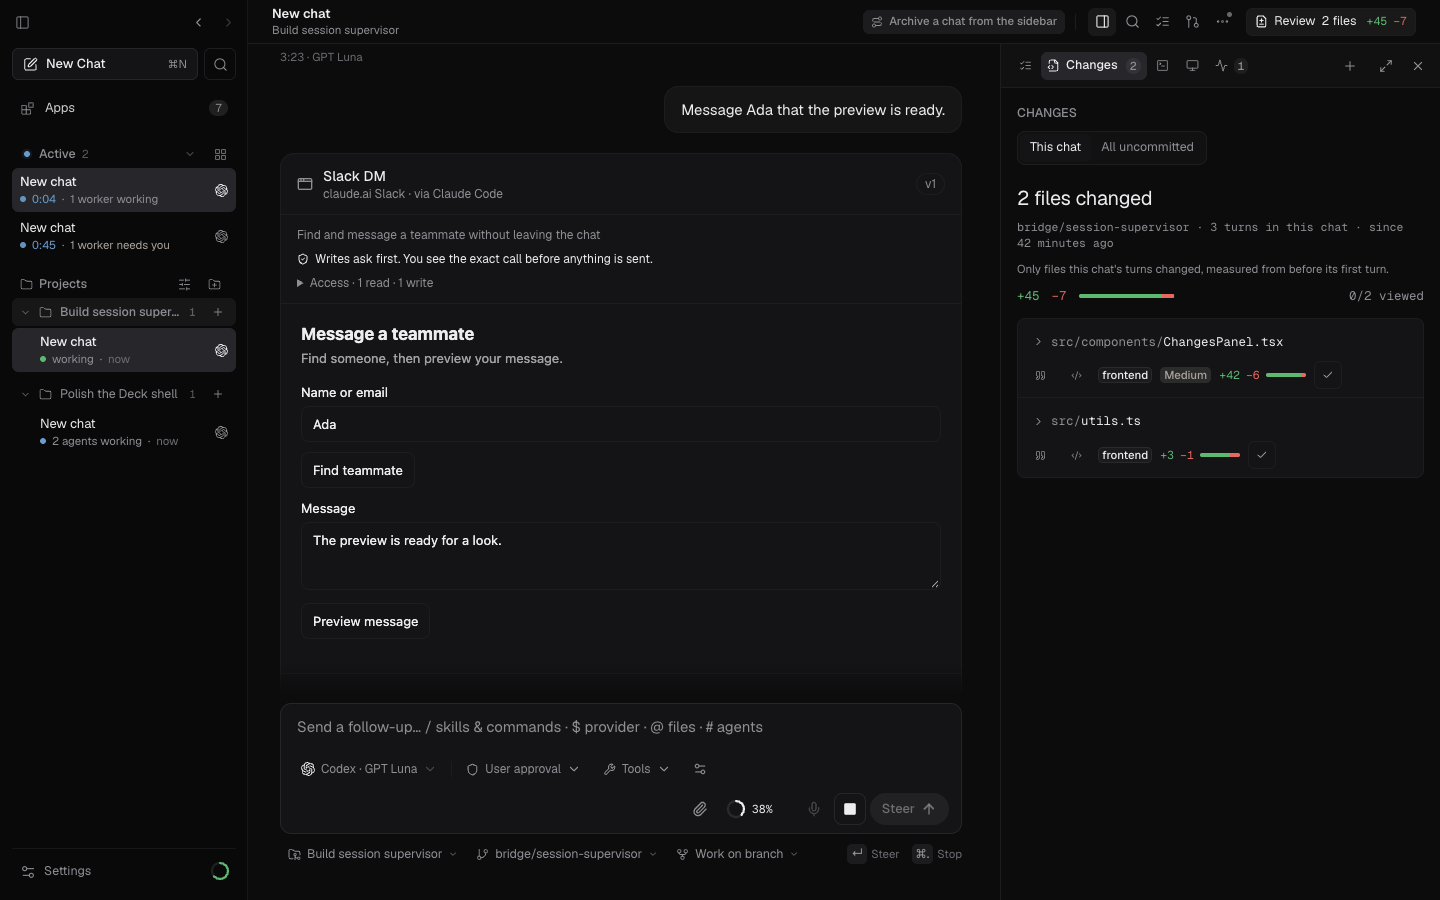 New Chat
⌘N
Apps
7
Active 2
New chat
0:04 · 1 worker working
New chat
0:45 · 1 worker needs you
Projects
Build session super... 1
New chat
working · now
Polish the Deck shell 1
New chat
2 agents working · now
Settings
New chat
Build session supervisor
Archive a chat from the sidebar
Review 2 files +45 −7
3:23 · GPT Luna
Message Ada that the preview is ready.
Slack DM
claude.ai Slack · via Claude Code
v1
Find and message a teammate without leaving the chat
Writes ask first. You see the exact call before anything is sent.
Access · 1 read · 1 write
Message a teammate
Find someone, then preview your message.
Name or email
Ada
Find teammate
Message
The preview is ready for a look.
Preview message
Send a follow-up… / skills & commands · $ provider · @ files · # agents
Codex · GPT Luna
User approval
Tools
38%
Steer
Build session supervisor
bridge/session-supervisor
Work on branch
Steer
⌘. Stop
Changes 2
1
CHANGES
This chat
All uncommitted
2 files changed
bridge/session-supervisor · 3 turns in this chat · since
42 minutes ago
Only files this chat's turns changed, measured from before its first turn.
+45 −7
0/2 viewed
src/components/ChangesPanel.tsx
frontend Medium +42 −6
src/utils.ts
frontend +3 −1